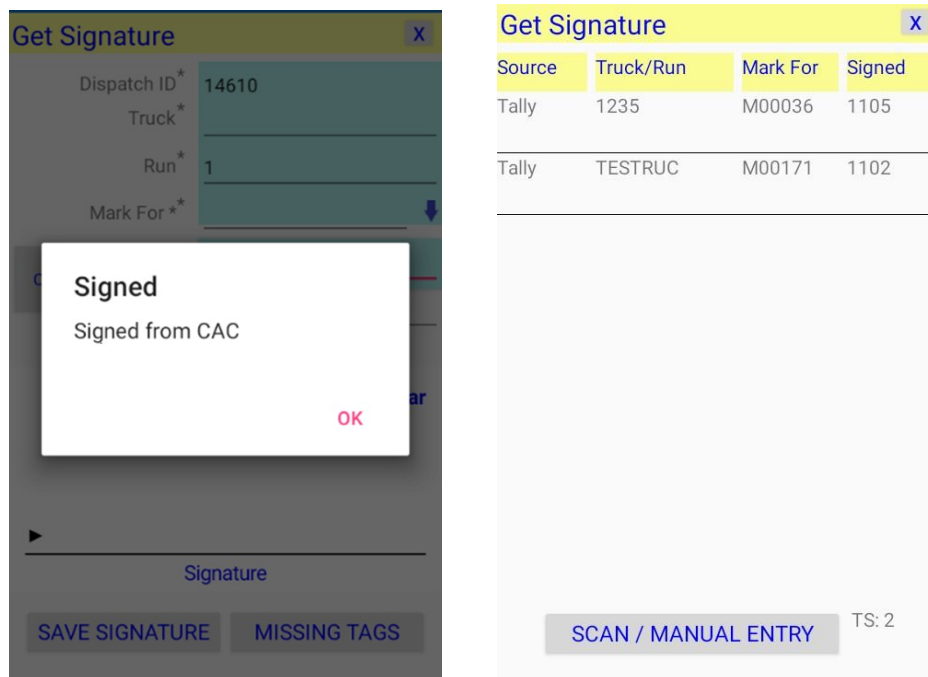 Get Signature X
Dispatch ID* 14610
Truck*
Run* 1
Mark For **
Signed
Signed from CAC
ar
OK
Signature
SAVE SIGNATURE MISSING TAGS
Get Signature X
Source Truck/Run Mark For Signed
Tally 1235 M00036 1105
Tally TESTRUC M00171 1102
SCAN / MANUAL ENTRY TS: 2